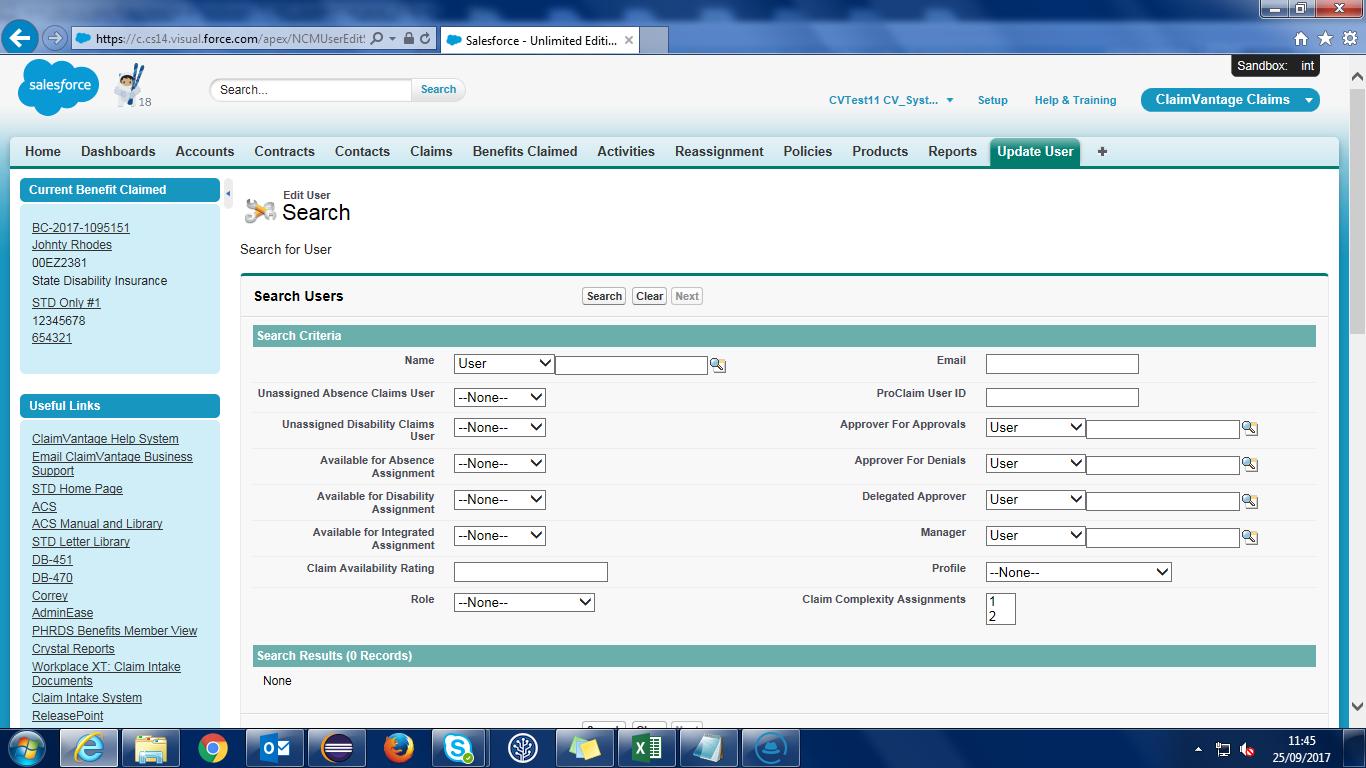 https://c.cs14.visual.force.com/apex/NCMUserEdit
Salesforce - Unlimited Editi...
Sandbox: int
salesforce
18
Search...
Search
CVTest11 CV_Syst...
Setup
Help & Training
ClaimVantage Claims
Home Dashboards Accounts Contracts Contacts Claims Benefits Claimed Activities Reassignment Policies Products Reports Update User +
Current Benefit Claimed
BC-2017-1095151
Johnty Rhodes
00EZ2381
State Disability Insurance
STD Only #1
12345678
654321
Useful Links
ClaimVantage Help System
Email ClaimVantage Business
Support
STD Home Page
ACS
ACS Manual and Library
STD Letter Library
DB-451
DB-470
Correy
AdminEase
PHRDS Benefits Member View
Crystal Reports
Workplace XT: Claim Intake
Documents
Claim Intake System
ReleasePoint
Edit User
Search
Search for User
Search Users
Search Clear Next
Search Criteria
Name User
Email
Unassigned Absence Claims User --None--
ProClaim User ID
Unassigned Disability Claims
User --None--
Approver For Approvals User
Available for Absence
Assignment --None--
Approver For Denials User
Available for Disability
Assignment --None--
Delegated Approver User
Available for Integrated
Assignment --None--
Manager User
Claim Availability Rating
Profile --None--
Role --None--
Claim Complexity Assignments 1
2
Search Results (0 Records)
None
Search Clear Next
11:45
25/09/2017